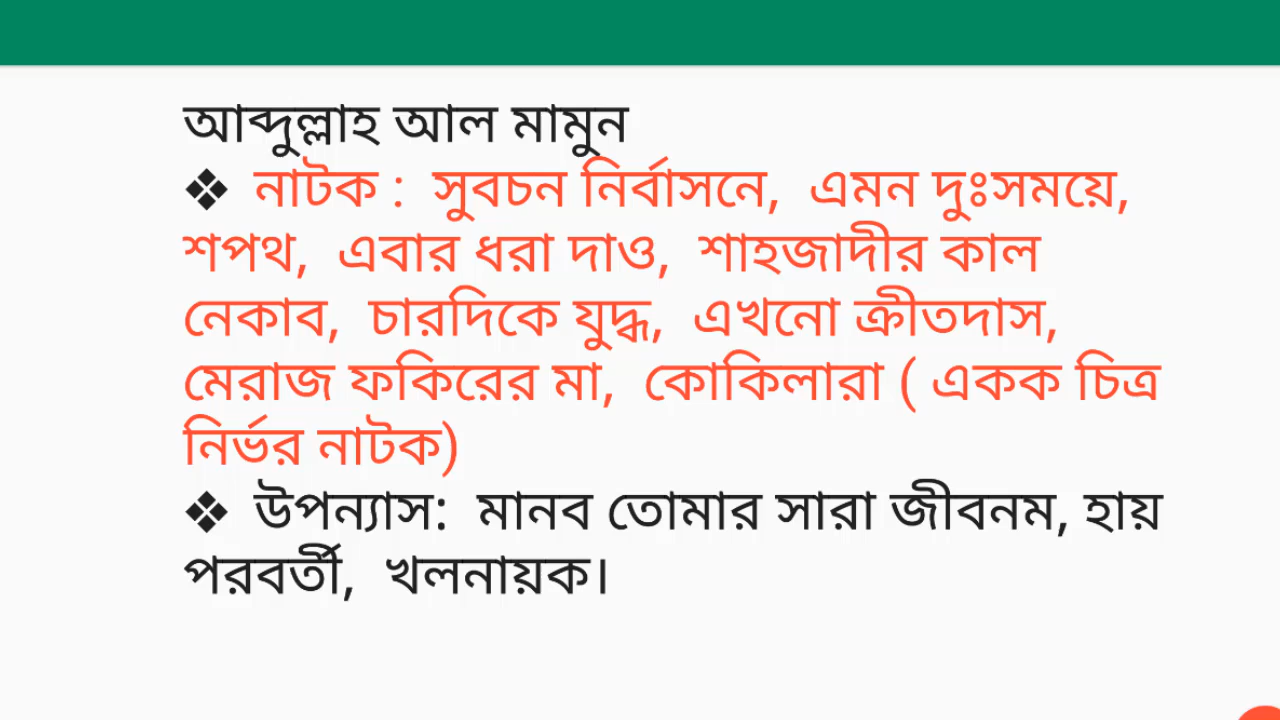 আব্দুল্লাহ আল মামুন
❖ নাটক : সুবচন নির্বাসনে, এমন দুঃসময়ে,
শপথ, এবার ধরা দাও, শাহজাদীর কাল
নেকাব, চারদিকে যুদ্ধ, এখনো ক্রীতদাস,
মেরাজ ফকিরের মা, কোকিলারা ( একক চিত্র
নির্ভর নাটক)
❖ উপন্যাস: মানব তোমার সারা জীবনম, হায়
পরবর্তী, খলনায়ক।